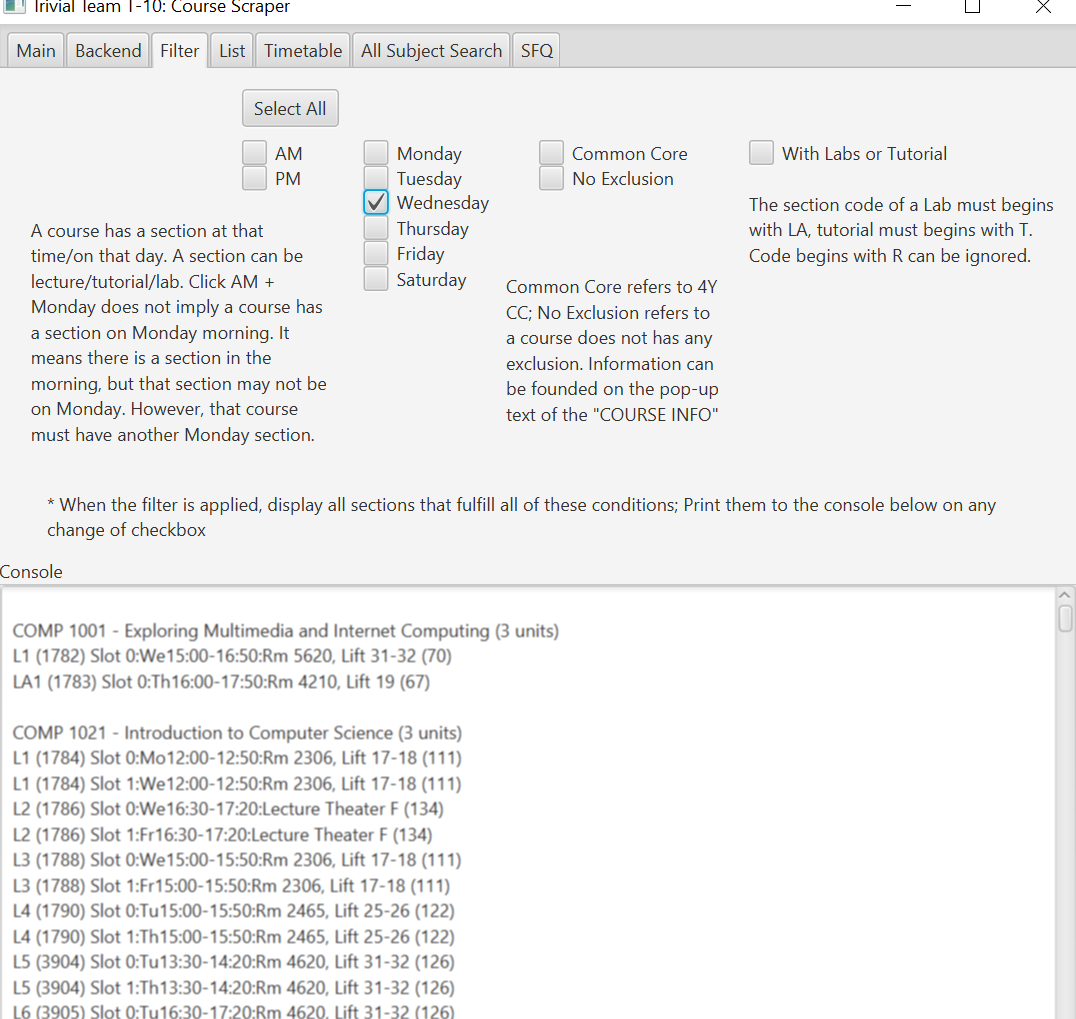 Trivial Team T-10: Course Scraper
Main Backend Filter List Timetable All Subject Search SFQ
Select All
AM
PM
Monday
Tuesday
Wednesday
Thursday
Friday
Saturday
Common Core
No Exclusion
With Labs or Tutorial
A course has a section at that
time/on that day. A section can be
lecture/tutorial/lab. Click AM +
Monday does not imply a course has
a section on Monday morning. It
means there is a section in the
morning, but that section may not be
on Monday. However, that course
must have another Monday section.
Common Core refers to 4Y
CC; No Exclusion refers to
a course does not has any
exclusion. Information can
be founded on the pop-up
text of the "COURSE INFO"
The section code of a Lab must begins
with LA, tutorial must begins with T.
Code begins with R can be ignored.
* When the filter is applied, display all sections that fulfill all of these conditions; Print them to the console below on any
change of checkbox
Console
COMP 1001 - Exploring Multimedia and Internet Computing (3 units)
L1 (1782) Slot 0:We15:00-16:50:Rm 5620, Lift 31-32 (70)
LA1 (1783) Slot 0:Th16:00-17:50:Rm 4210, Lift 19 (67)
COMP 1021 - Introduction to Computer Science (3 units)
L1 (1784) Slot 0:Mo12:00-12:50:Rm 2306, Lift 17-18 (111)
L1 (1784) Slot 1:We12:00-12:50:Rm 2306, Lift 17-18 (111)
L2 (1786) Slot 0:We16:30-17:20:Lecture Theater F (134)
L2 (1786) Slot 1:Fr16:30-17:20:Lecture Theater F (134)
L3 (1788) Slot 0:We15:00-15:50:Rm 2306, Lift 17-18 (111)
L3 (1788) Slot 1:Fr15:00-15:50:Rm 2306, Lift 17-18 (111)
L4 (1790) Slot 0:Tu15:00-15:50:Rm 2465, Lift 25-26 (122)
L4 (1790) Slot 1:Th15:00-15:50:Rm 2465, Lift 25-26 (122)
L5 (3904) Slot 0:Tu13:30-14:20:Rm 4620, Lift 31-32 (126)
L5 (3904) Slot 1:Th13:30-14:20:Rm 4620, Lift 31-32 (126)
L6 (3905) Slot 0:Tu16:30-17:20:Rm 4620, Lift 31-32 (126)